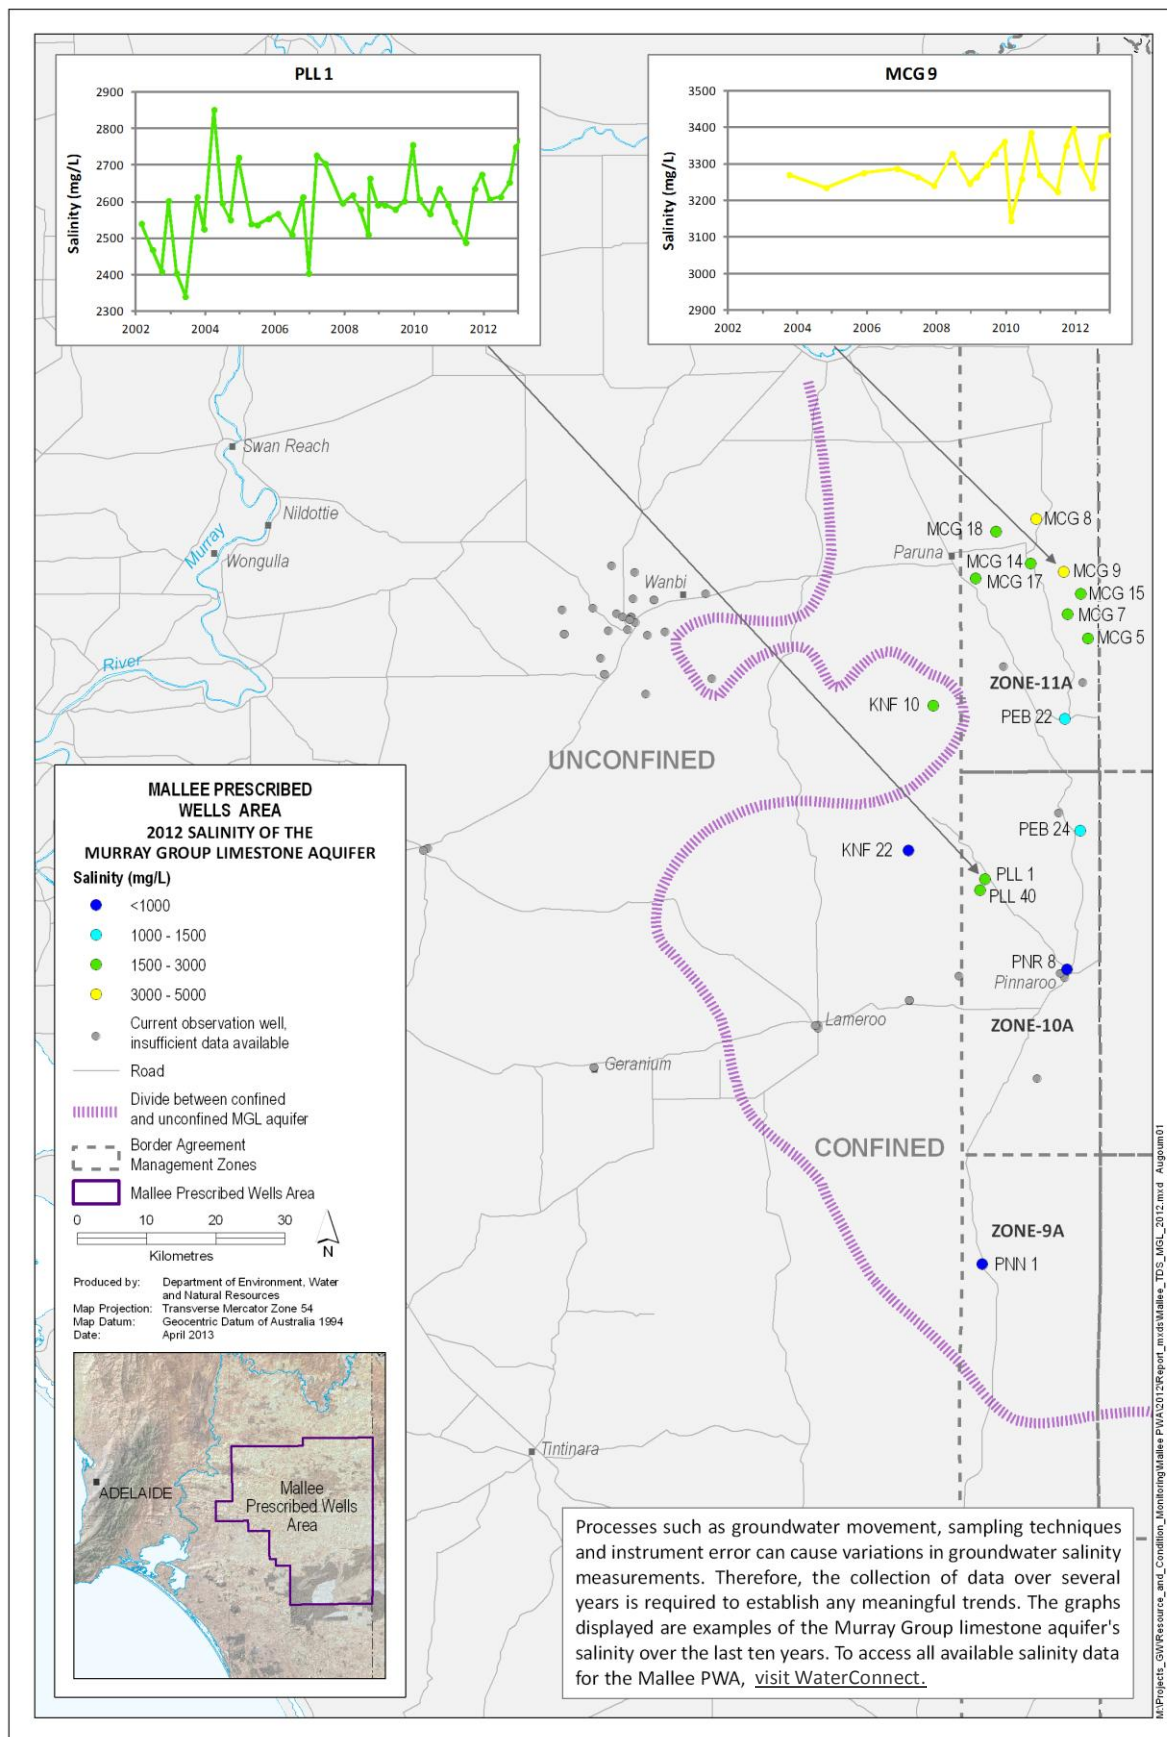 PLL 1
2900
2800
2700
2600
2500
2400
2300
Salinity (mg/L)
2002 2004 2006 2008 2010 2012
MCG 9
3500
3400
3300
3200
3100
3000
2900
Salinity (mg/L)
2002 2004 2006 2008 2010 2012
Swan Reach
Nildottie
Murray
Wongulla
River
Wanbi
Paruna
MCG 18
MCG 8
MCG 14
MCG 9
MCG 17
MCG 15
MCG 7
MCG 5
ZONE-11A
KNF 10
PEB 22
UNCONFINED
PEB 24
KNF 22
PLL 1
PLL 40
PNR 8
Pinnaroo
Lameroo
ZONE-10A
Geranium
CONFINED
ZONE-9A
PNN 1
Tintinara
MALLEE PRESCRIBED
WELLS AREA
2012 SALINITY OF THE
MURRAY GROUP LIMESTONE AQUIFER
Salinity (mg/L)
<1000
1000 - 1500
1500 - 3000
3000 - 5000
Current observation well,
insufficient data available
Road
Divide between confined
and unconfined MGL aquifer
Border Agreement
Management Zones
Mallee Prescribed Wells Area
0 10 20 30
Kilometres
N
Produced by: Department of Environment, Water
and Natural Resources
Map Projection: Transverse Mercator Zone 54
Map Datum: Geocentric Datum of Australia 1994
Date: April 2013
ADELAIDE
Mallee
Prescribed Wells
Area
Processes such as groundwater movement, sampling techniques
and instrument error can cause variations in groundwater salinity
measurements. Therefore, the collection of data over several
years is required to establish any meaningful trends. The graphs
displayed are examples of the Murray Group limestone aquifer's
salinity over the last ten years. To access all available salinity data
for the Mallee PWA, visit WaterConnect.
M:\Projects_GW\Resource_and_Condition_Monitoring\Mallee PWA\2012\Report_mxds\Mallee_TDS_MGL_2012.mxd Augoum01